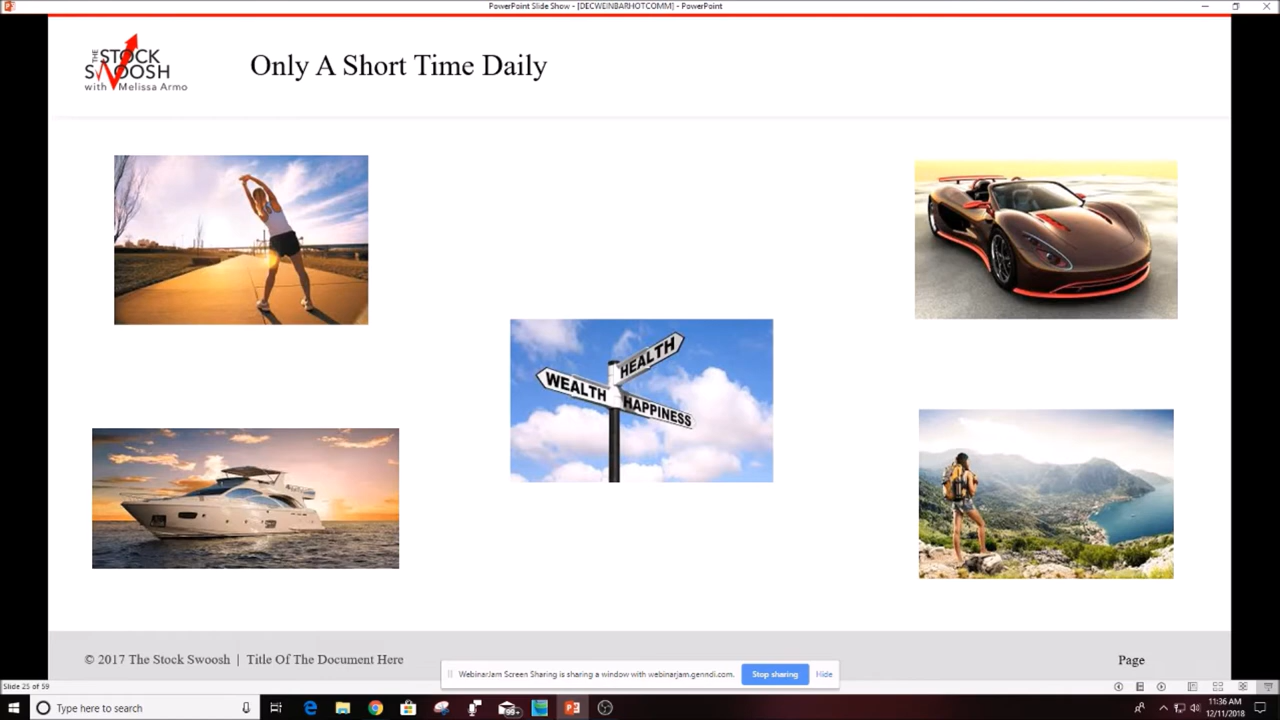 PowerPoint Slide Show - [DECWEINBARHOTCOMM] - PowerPoint
THE STOCK
SWOOSH
with Melissa Armo
Only A Short Time Daily
HEALTH
WEALTH
HAPPINESS
© 2017 The Stock Swoosh | Title Of The Document Here
Page
WebinarJam Screen Sharing is sharing a window with webinarjam.genndi.com.
Stop sharing
Hide
Slide 25 of 59
Type here to search
99+
11:36 AM
12/11/2018